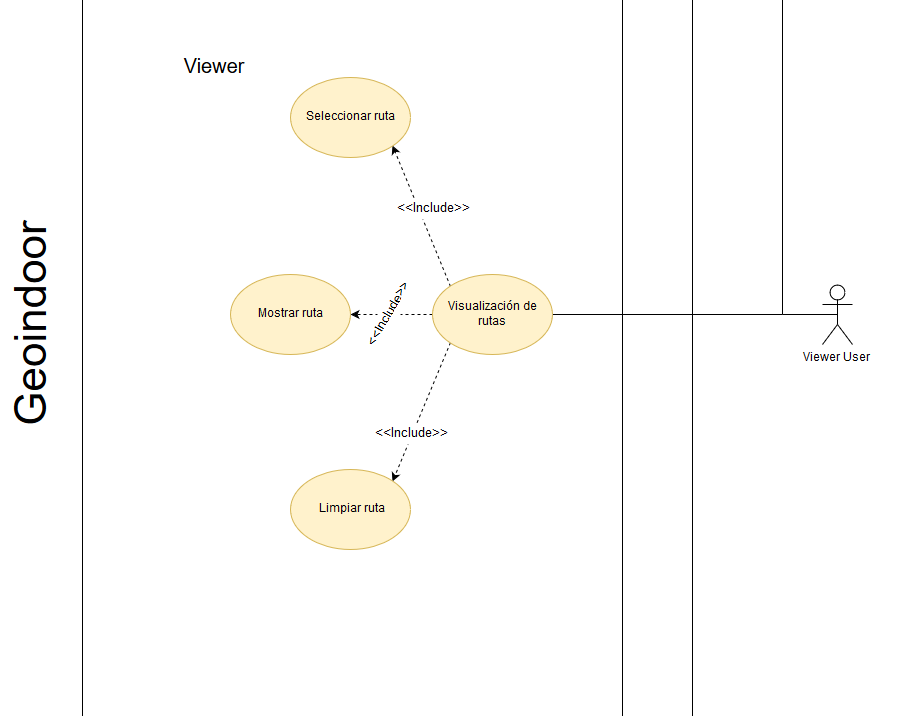 Geoindoor
Viewer
Seleccionar ruta
<<Include>>
Mostrar ruta
<<Include>>
Visualización de
rutas
Viewer User
<<Include>>
Limpiar ruta